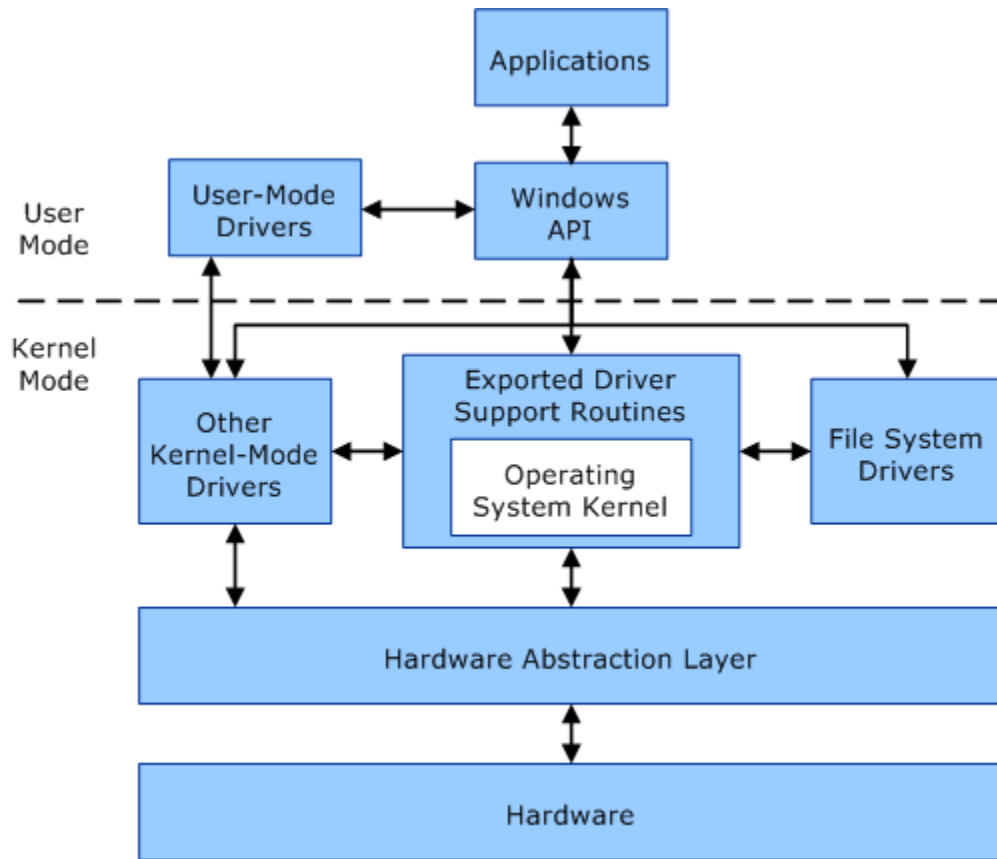 Applications
User-Mode
Drivers
Windows
API
User
Mode
Kernel
Mode
Exported Driver
Support Routines
Other
Kernel-Mode
Drivers
Operating
System Kernel
File System
Drivers
Hardware Abstraction Layer
Hardware